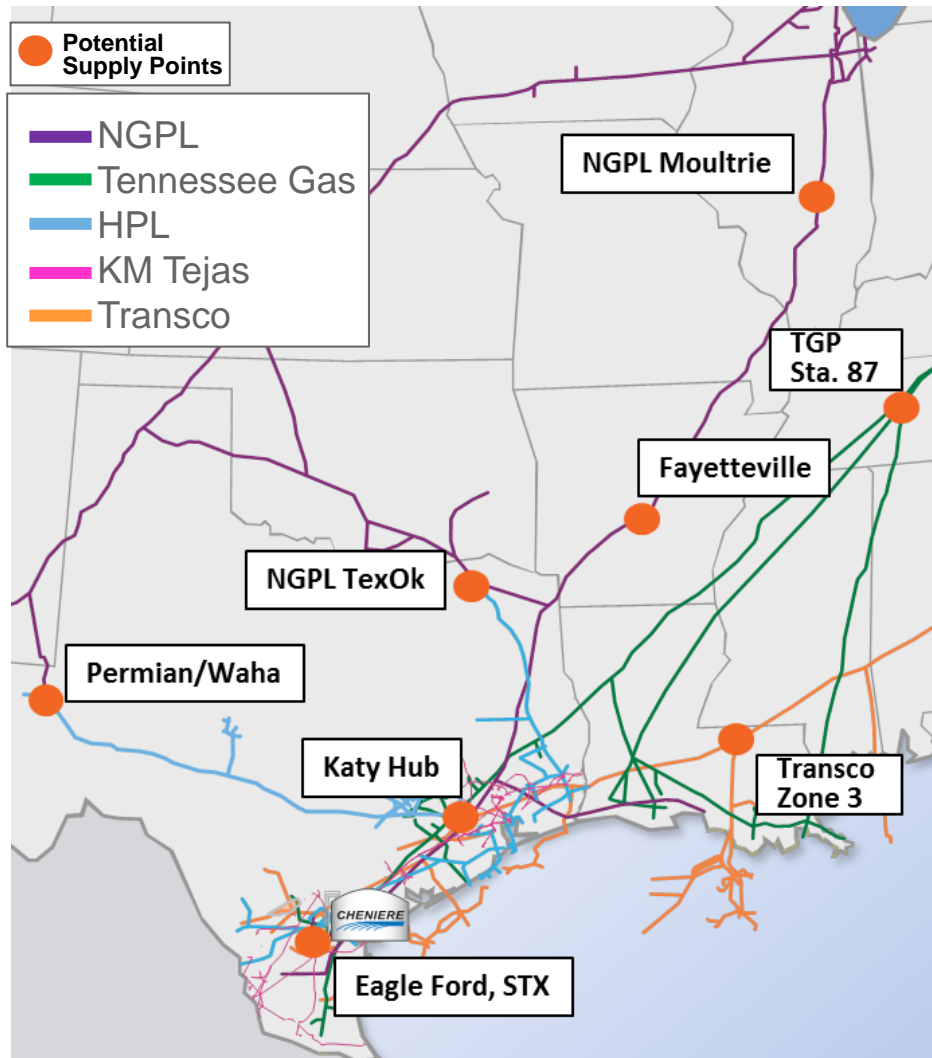 Potential
Supply Points
NGPL
Tennessee Gas
HPL
KM Tejas
Transco
NGPL Moultrie
TGP
Sta. 87
Fayetteville
NGPL TexOk
Permian/Waha
Katy Hub
Transco
Zone 3
CHENIERE
Eagle Ford, STX